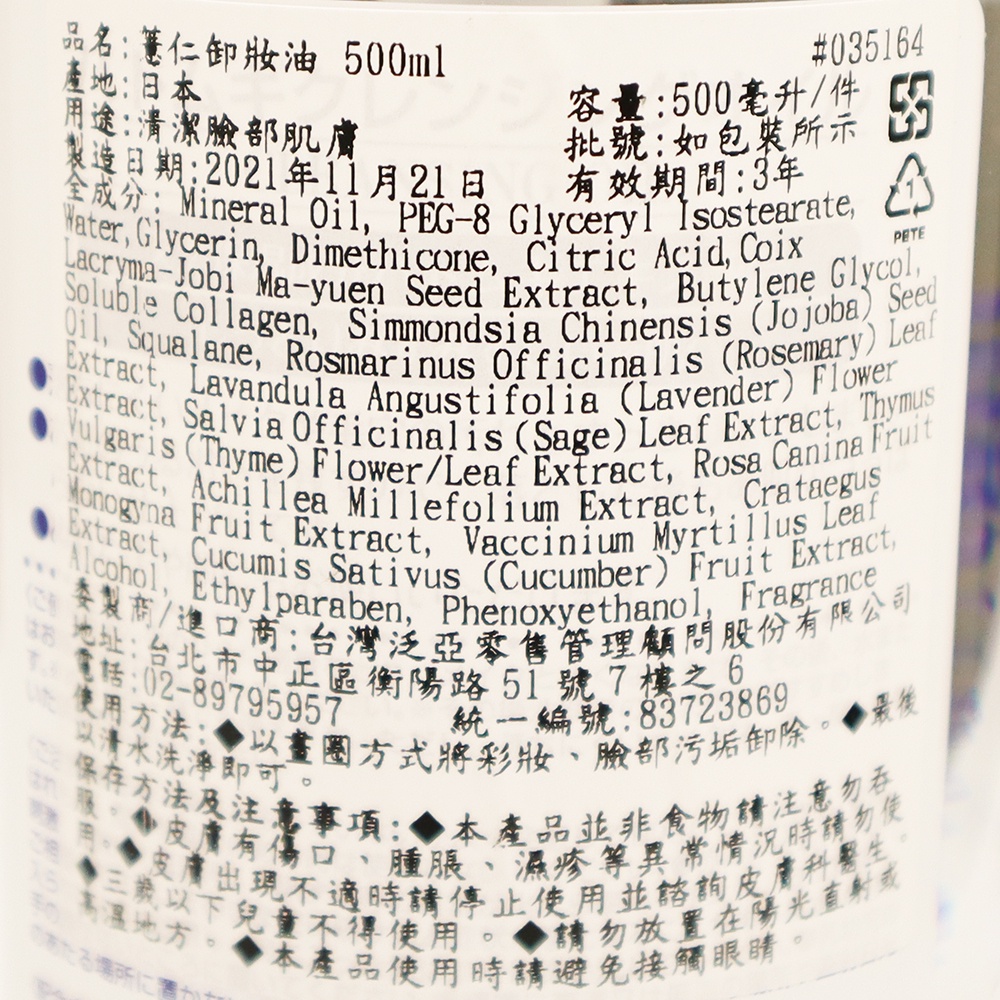 品名:薏仁卸妝油 500ml #035164
產地:日本 容量:500毫升/件
用途:清潔臉部肌膚 批號:如包裝所示
製造日期:2021年11月21日 有效期間:3年
全成分: Mineral Oil, PEG-8 Glyceryl Isostearate,
Water,Glycerin, Dimethicone, Citric Acid,Coix
Lacryma-Jobi Ma-yuen Seed Extract, Butylene Glycol,
Soluble Collagen, Simmondsia Chinensis (Jojoba) Seed
Oil, Squalane, Rosmarinus Officinalis (Rosemary) Leaf
Extract, Lavandula Angustifolia (Lavender) Flower
Extract, Salvia Officinalis (Sage) Leaf Extract, Thymus
Vulgaris (Thyme) Flower/Leaf Extract, Rosa Canina Fruit
Extract, Achillea Millefolium Extract, Crataegus
Monogyna Fruit Extract, Vaccinium Myrtillus Leaf
Extract, Cucumis Sativus (Cucumber) Fruit Extract,
Alcohol, Ethylparaben, Phenoxyethanol, Fragrance
委製商/進口商:台灣泛亞零售管理顧問股份有限公司
地址:台北市中正區衡陽路 51 號 7 樓之 6
電話:02-89795957 統一編號:83723869
使用方法:◆以畫圈方式將彩妝、臉部污垢卸除。◆最後
以清水洗淨即可。
保存方法及注意事項:◆本產品並非食物請注意勿吞
服。◆皮膚有傷口、腫脹、濕疹等異常情況時請勿使
用。◆皮膚出現不適時請停止使用並諮詢皮膚科醫生。
◆三歲以下兒童不得使用。◆請勿放置在陽光直射或
高溫地方。◆本產品使用時請避免接觸眼睛。
1
PETE